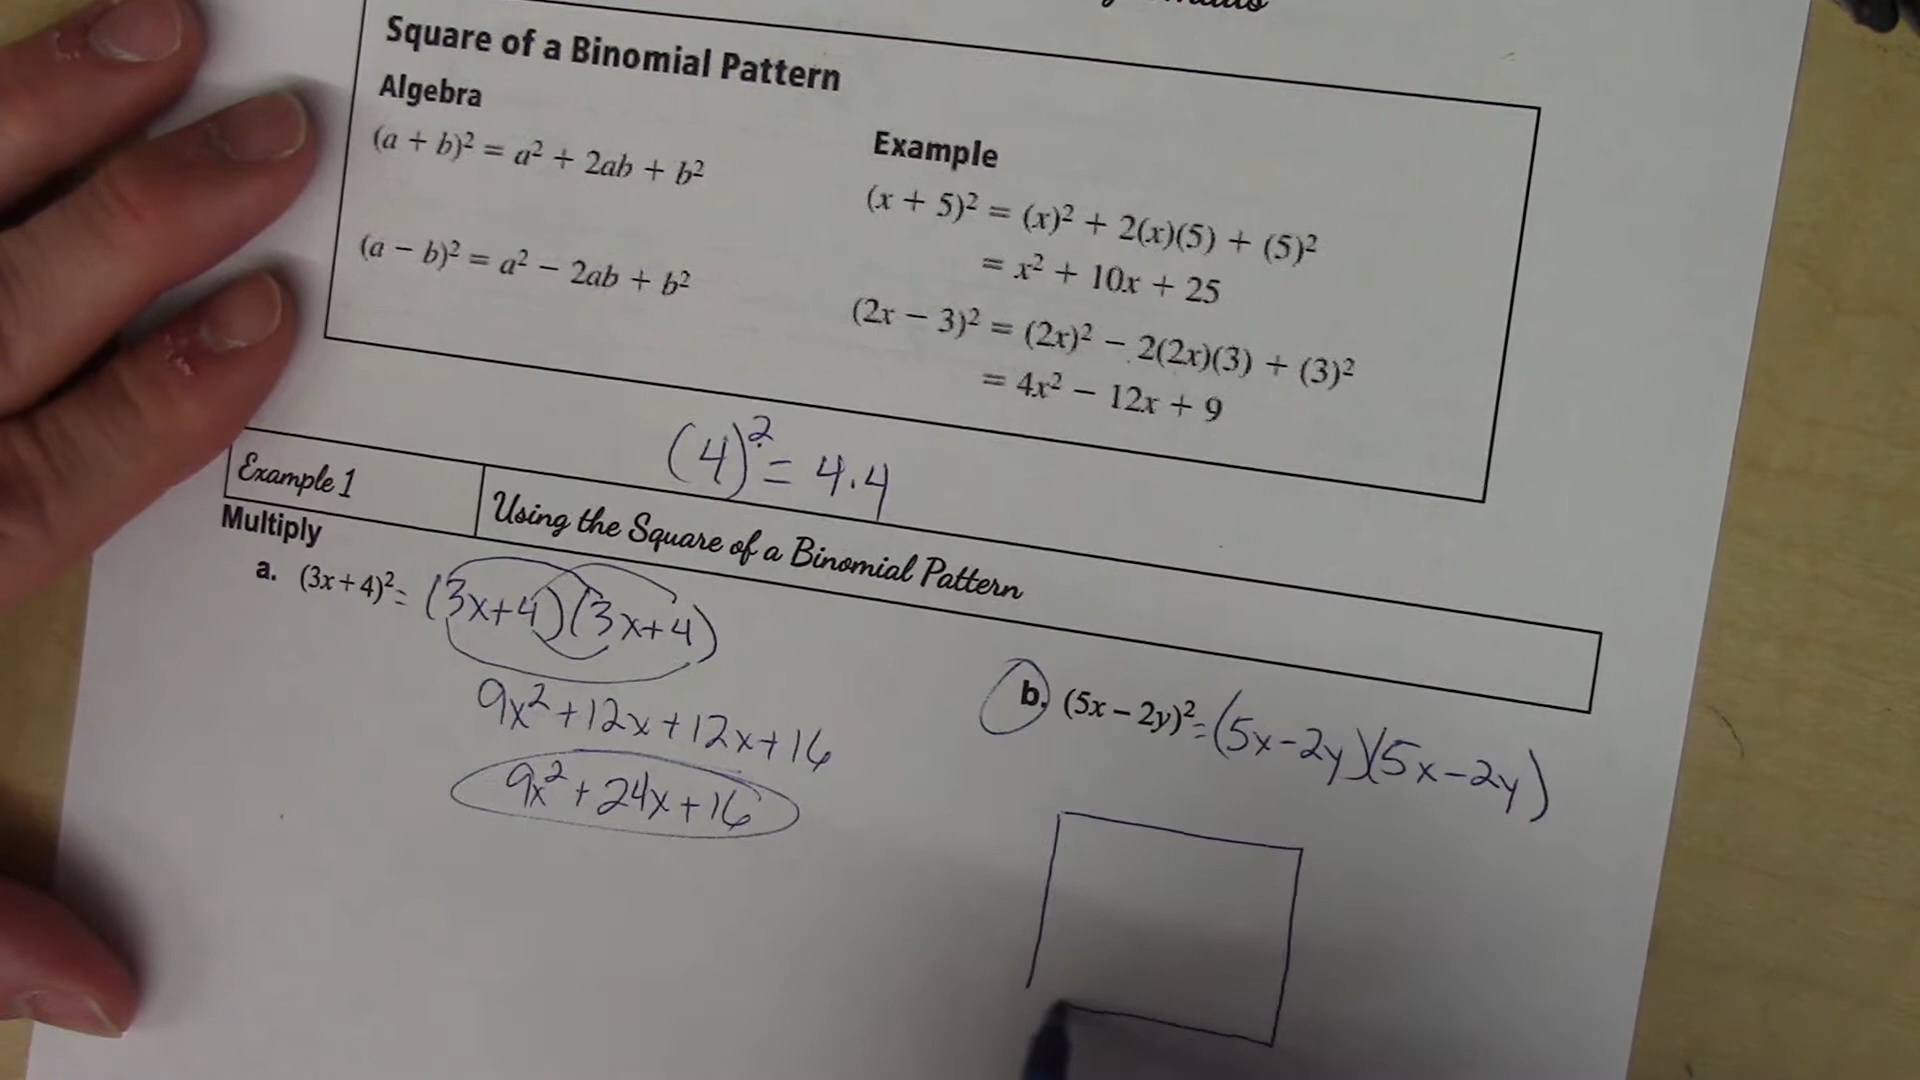 Square of a Binomial Pattern
Algebra
(a + b)² = a² + 2ab + b²
(a − b)² = a² − 2ab + b²
Example
(x + 5)² = (x)² + 2(x)(5) + (5)²
= x² + 10x + 25
(2x − 3)² = (2x)² − 2(2x)(3) + (3)²
= 4x² − 12x + 9
(4)² = 4.4
Example 1
Using the Square of a Binomial Pattern
Multiply
a. (3x + 4)² = (3x+4)(3x+4)
9x² + 12x + 12x + 16
9x² + 24x + 16
b. (5x − 2y)² = (5x−2y)(5x−2y)